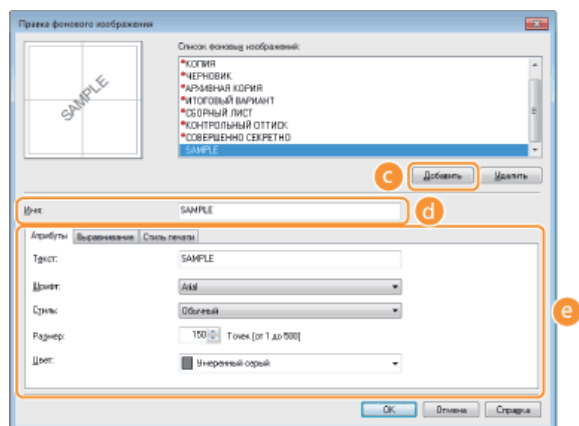 Правка фонового изображения
SAMPLE
Список фоновых изображений:
*КОПИЯ
*ЧЕРНОВИК
*АРХИВНАЯ КОРИЯ
*ИТОГОВЫЙ ВАРИАНТ
*СБОРНЫЙ ЛИСТ
*КОНТРОЛЬНЫЙ ОТТИСК
*СОВЕРШЕННО СЕКРЕТНО
SAMPLE
c
Добавить
Удалить
Имя:
SAMPLE
d
Атрибуты
Выравнивание
Стиль печати
Текст:
SAMPLE
Шрифт:
Arial
Стиль:
Обычный
e
Размер:
150
Точек [от 1 до 500]
Цвет:
Умеренный серый
OK
Отмена
Справка